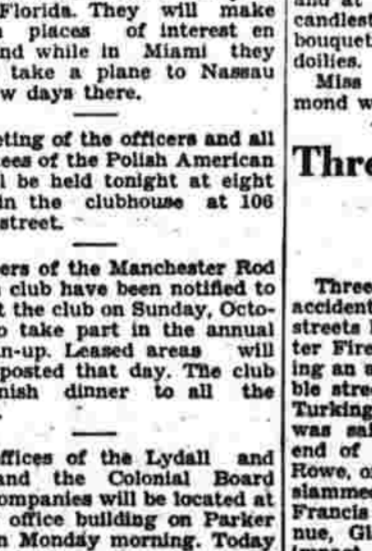 Florida. They will make
places of interest en
nd while in Miami they
take a plane to Nassau
w days there.
ting of the officers and all
tees of the Polish American
l be held tonight at eight
in the clubhouse at 106
street.
ers of the Manchester Rod
club have been notified to
t the club on Sunday, Octo-
o take part in the annual
n-up. Leased areas will
posted that day. The club
nish dinner to all the
ffices of the Lydall and
and the Colonial Board
ompanies will be located at
office building on Parker
n Monday morning. Today
and at
candlest
bouquet
doilies.
Miss
mond w
Thre
Three
accident
streets
ter Fire
ing an a
ble stre
Turking
was sai
end of
Rowe, o
slammed
Francis
nue, Gl